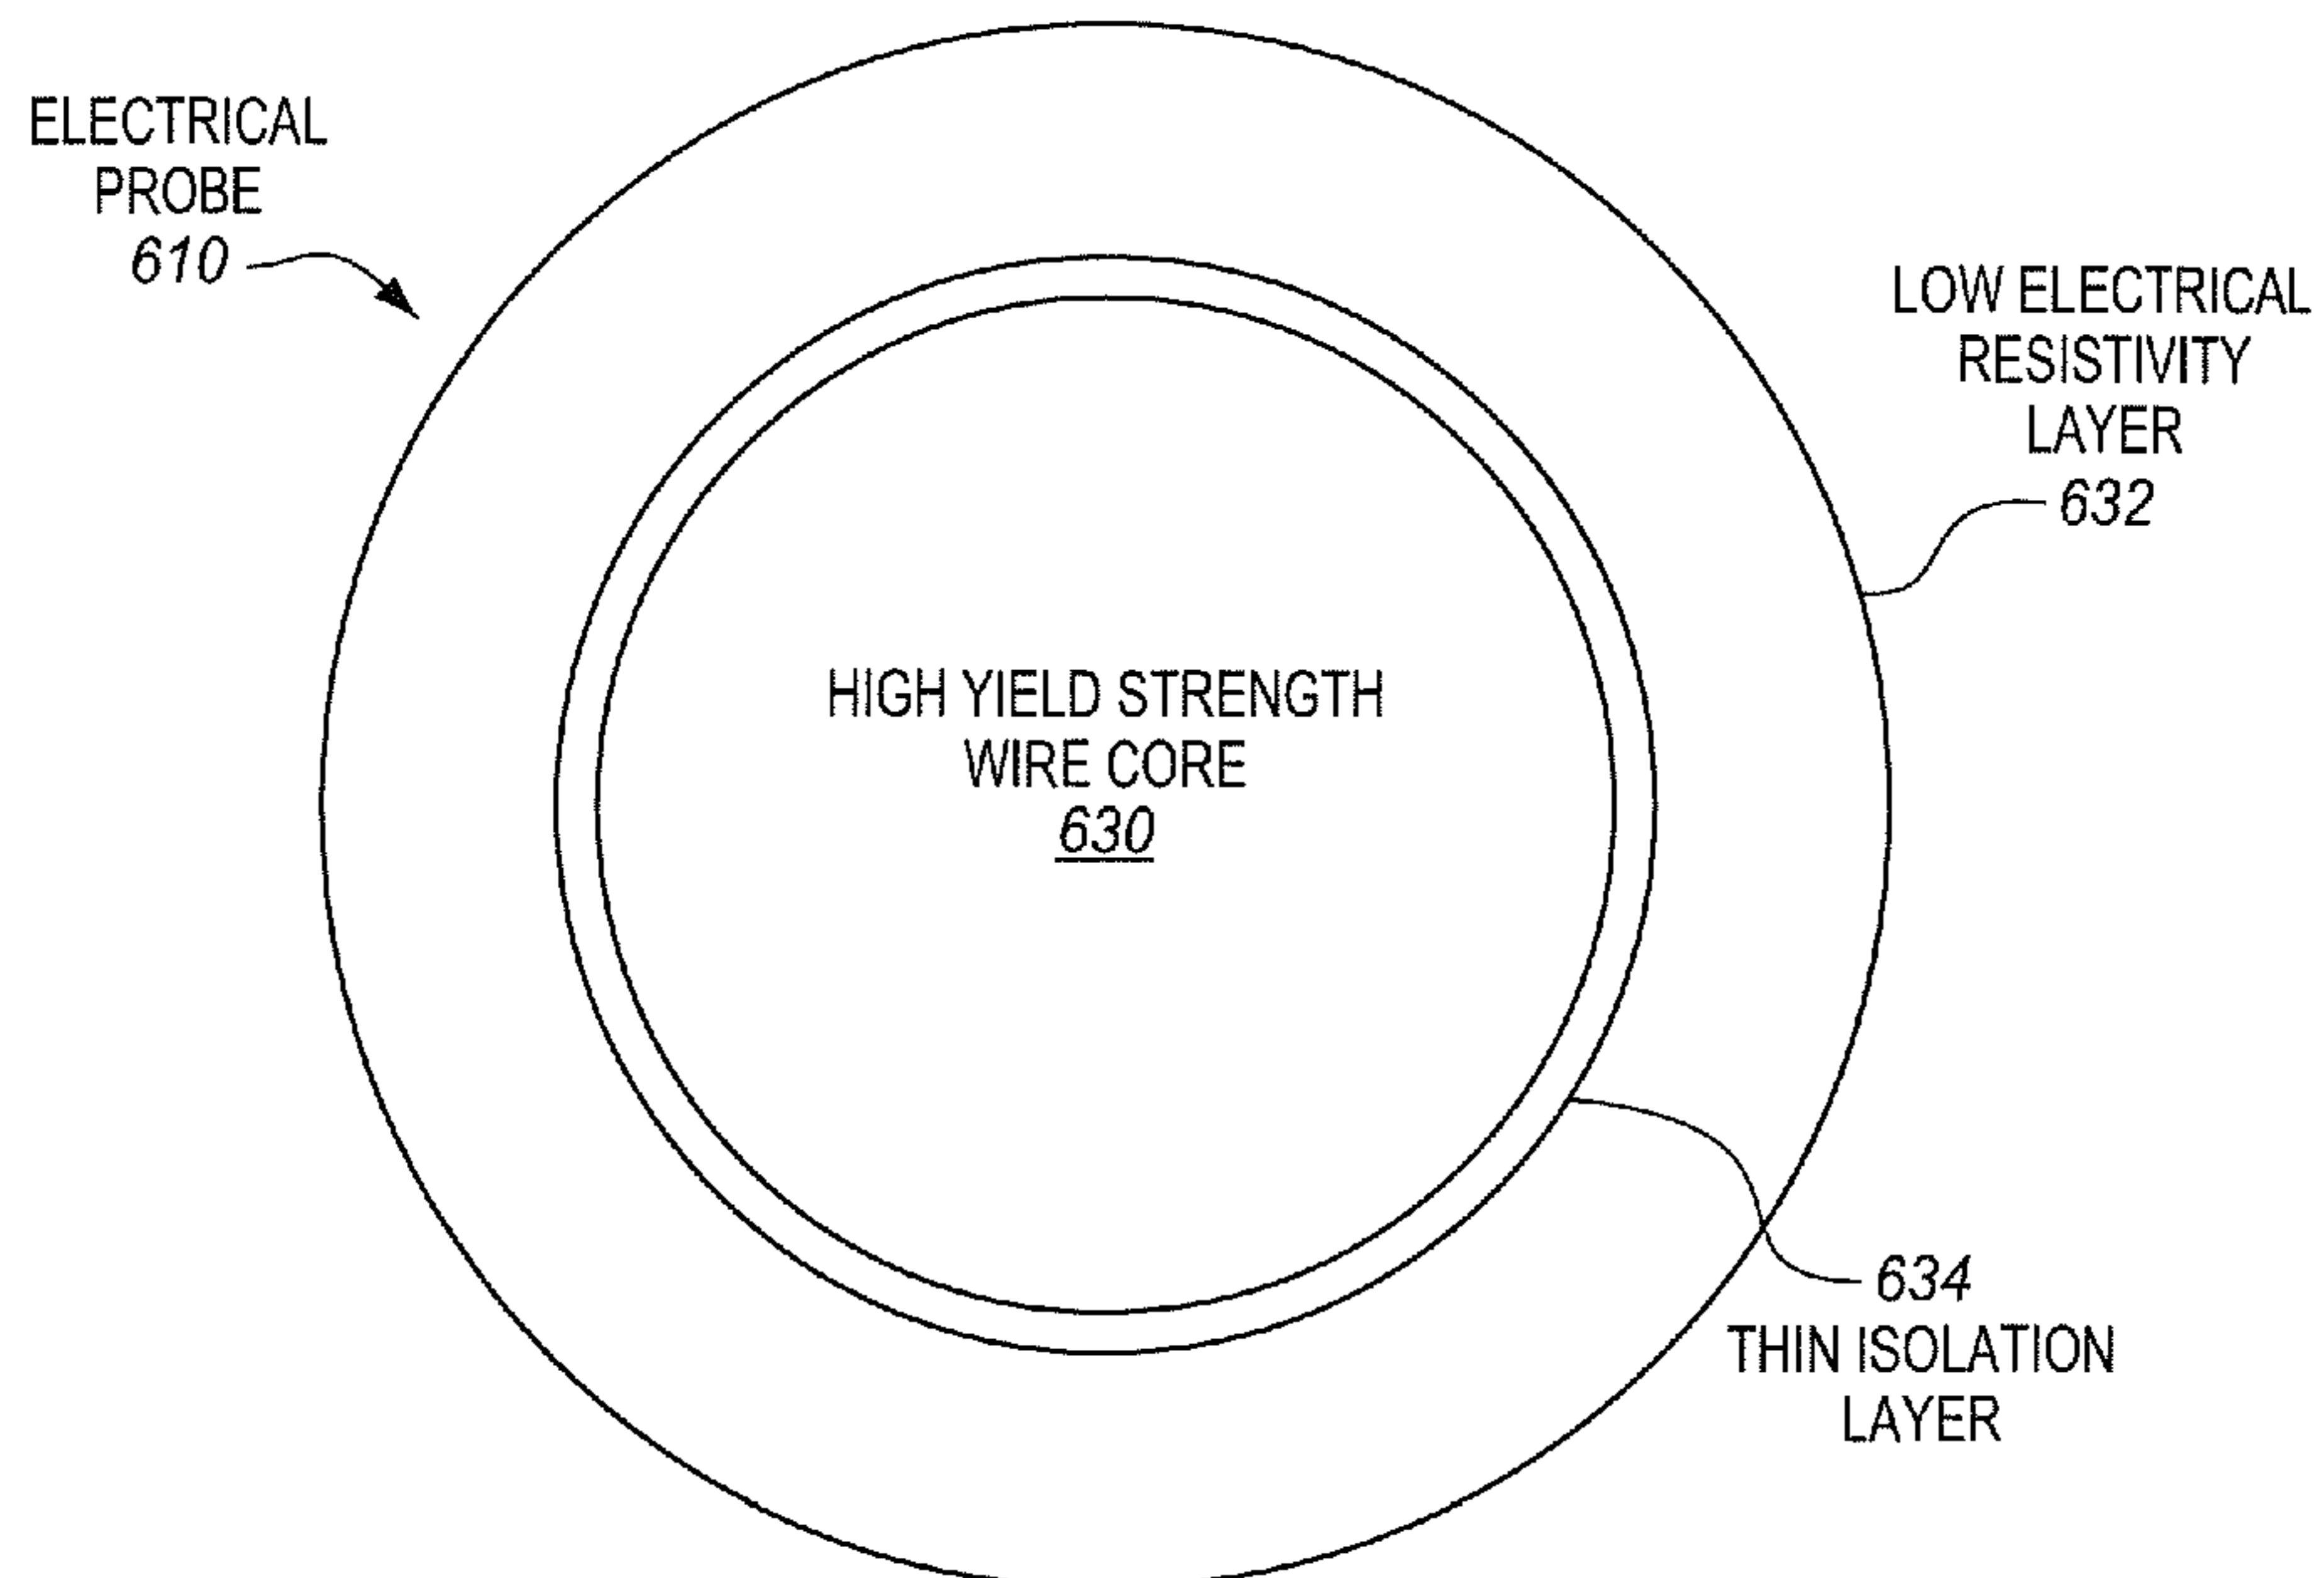 ELECTRICAL
PROBE
610
LOW ELECTRICAL
RESISTIVITY
LAYER
632
HIGH YIELD STRENGTH
WIRE CORE
630
634
THIN ISOLATION
LAYER